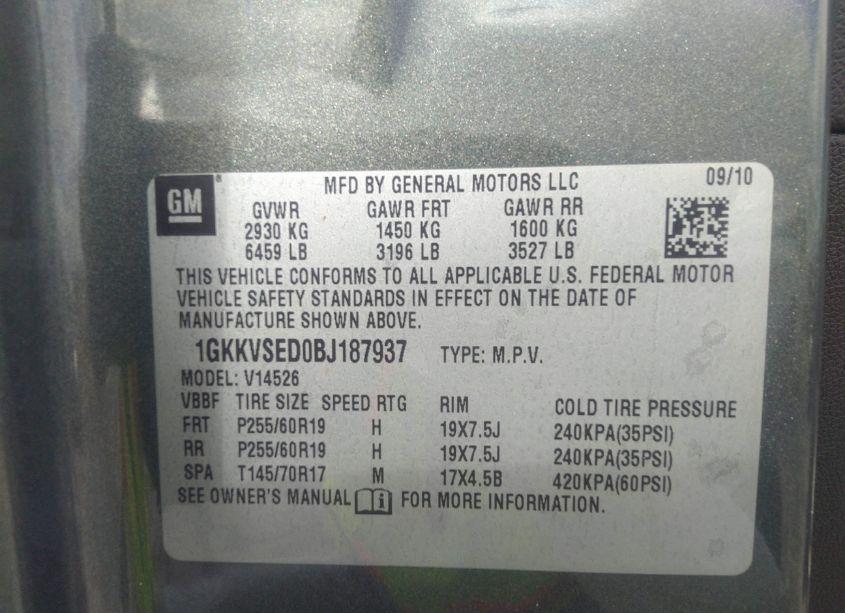 GM
MFD BY GENERAL MOTORS LLC 09/10
GVWR GAWR FRT GAWR RR
2930 KG 1450 KG 1600 KG
6459 LB 3196 LB 3527 LB
THIS VEHICLE CONFORMS TO ALL APPLICABLE U.S. FEDERAL MOTOR
VEHICLE SAFETY STANDARDS IN EFFECT ON THE DATE OF
MANUFACTURE SHOWN ABOVE.
1GKKVSED0BJ187937 TYPE: M.P.V.
MODEL: V14526
VBBF TIRE SIZE SPEED RTG RIM COLD TIRE PRESSURE
FRT P255/60R19 H 19X7.5J 240KPA(35PSI)
RR P255/60R19 H 19X7.5J 240KPA(35PSI)
SPA T145/70R17 M 17X4.5B 420KPA(60PSI)
SEE OWNER'S MANUAL FOR MORE INFORMATION.